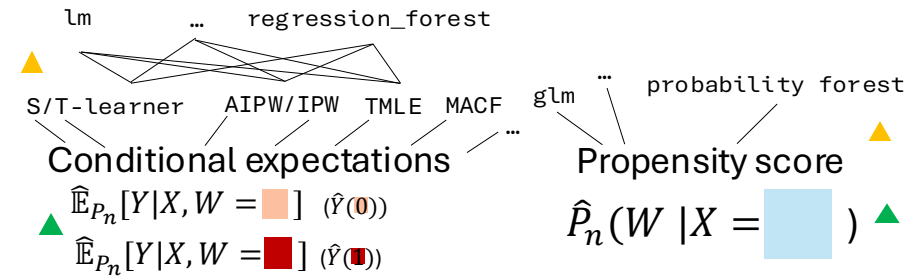 lm … regression_forest
S/T-learner AIPW/IPW TMLE MACF …
glm … probability forest
Conditional expectations
Propensity score
𝔼̂_{P_n}[Y|X, W = ] (Ŷ(0))
𝔼̂_{P_n}[Y|X, W = ] (Ŷ(1))
P̂_n(W |X = )